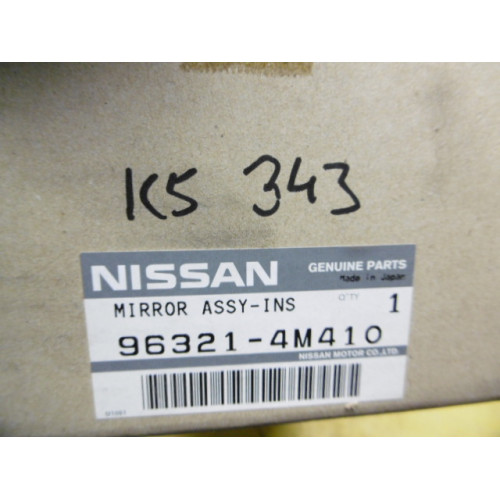 K5 343
NISSAN GENUINE PARTS
Made in Japan
MIRROR ASSY-INS Q'TY 1
96321-4M410
NISSAN MOTOR CO.,LTD.